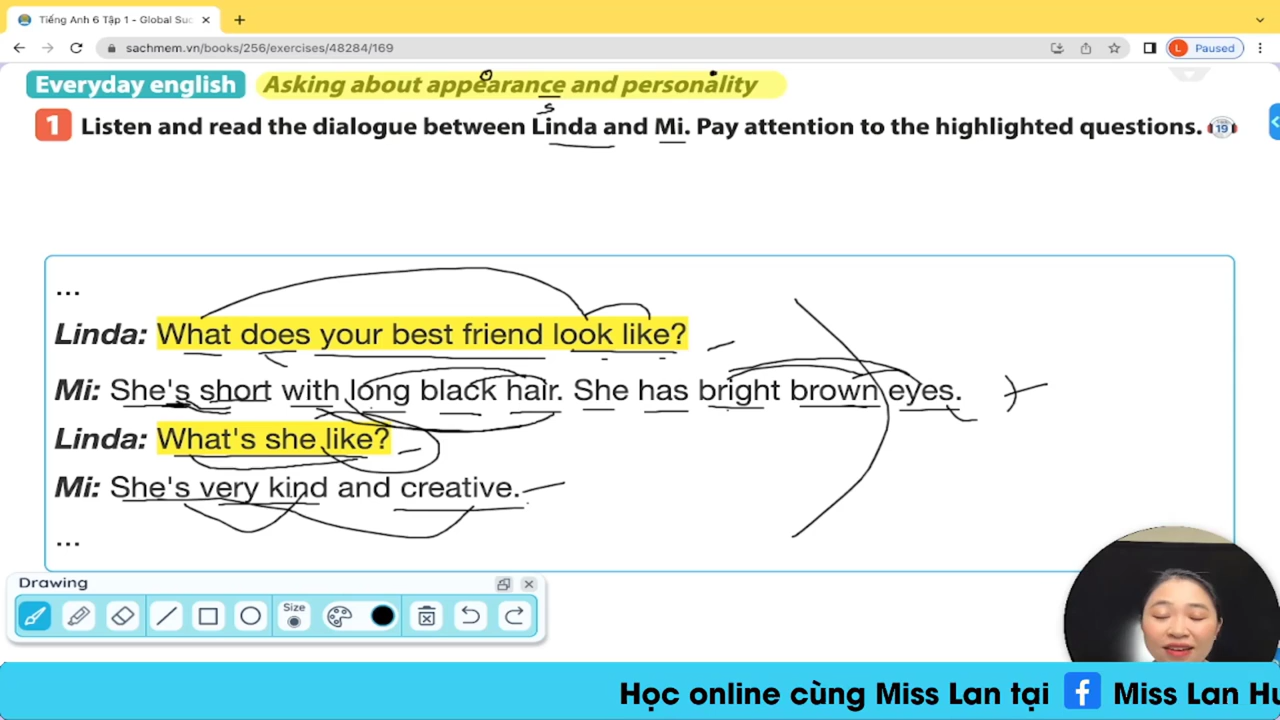 Tiếng Anh 6 Tập 1 - Global Suc
sachmem.vn/books/256/exercises/48284/169
L Paused
Everyday english Asking about appearance and personality
s
1 Listen and read the dialogue between Linda and Mi. Pay attention to the highlighted questions. 19
...
Linda: What does your best friend look like?
Mi: She's short with long black hair. She has bright brown eyes.
Linda: What's she like?
Mi: She's very kind and creative.
...
Drawing
Size
Học online cùng Miss Lan tại f Miss Lan Hu